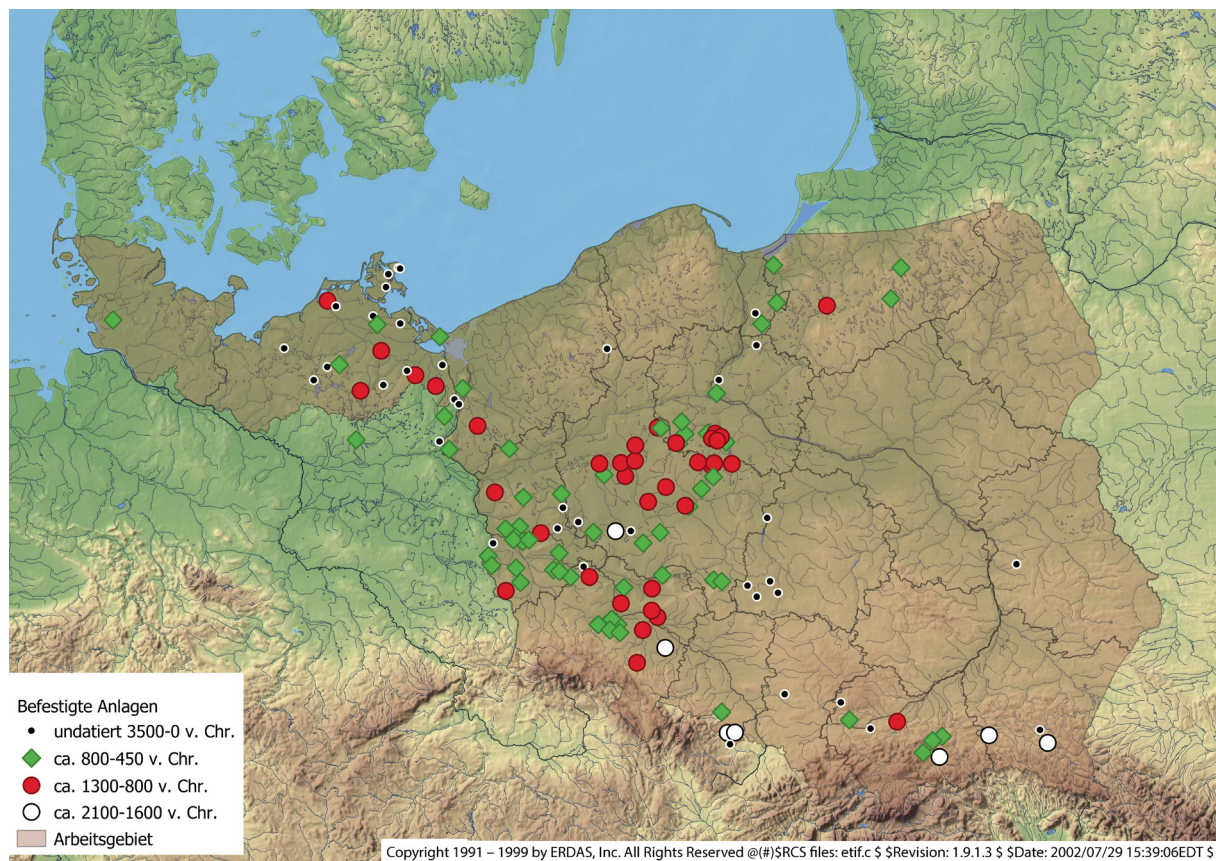 Befestigte Anlagen
undatiert 3500-0 v. Chr.
ca. 800-450 v. Chr.
ca. 1300-800 v. Chr.
ca. 2100-1600 v. Chr.
Arbeitsgebiet
Copyright 1991 – 1999 by ERDAS, Inc. All Rights Reserved @(#)$RCS files: etif.c $ $Revision: 1.9.1.3 $ $Date: 2002/07/29 15:39:06EDT $